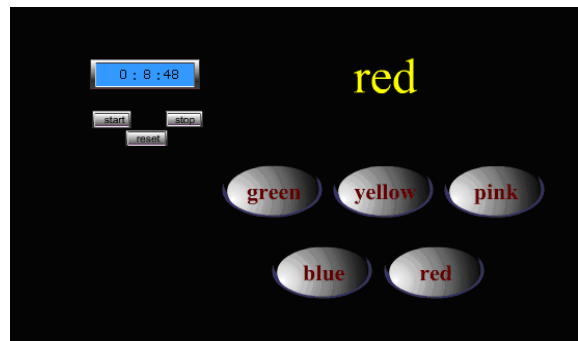 0 : 8 :48
red
start stop
reset
green yellow pink
blue red